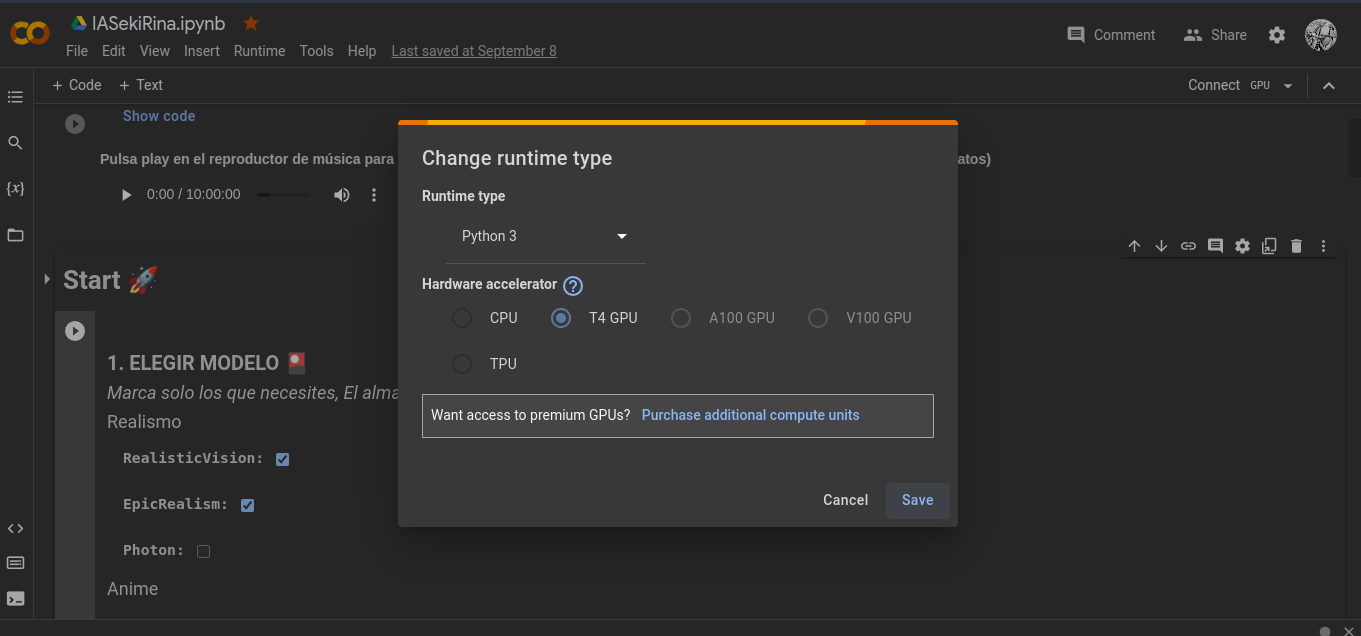 IASekiRina.ipynb
File Edit View Insert Runtime Tools Help Last saved at September 8
Comment Share
+ Code + Text
Connect GPU
Show code
Pulsa play en el reproductor de música para atos)
0:00 / 10:00:00
Start 🚀
1. ELEGIR MODELO 🎴
Marca solo los que necesites, El alma
Realismo
RealisticVision:
EpicRealism:
Photon:
Anime
{x}
Change runtime type
Runtime type
Python 3
Hardware accelerator ?
CPU T4 GPU A100 GPU V100 GPU
TPU
Want access to premium GPUs? Purchase additional compute units
Cancel Save